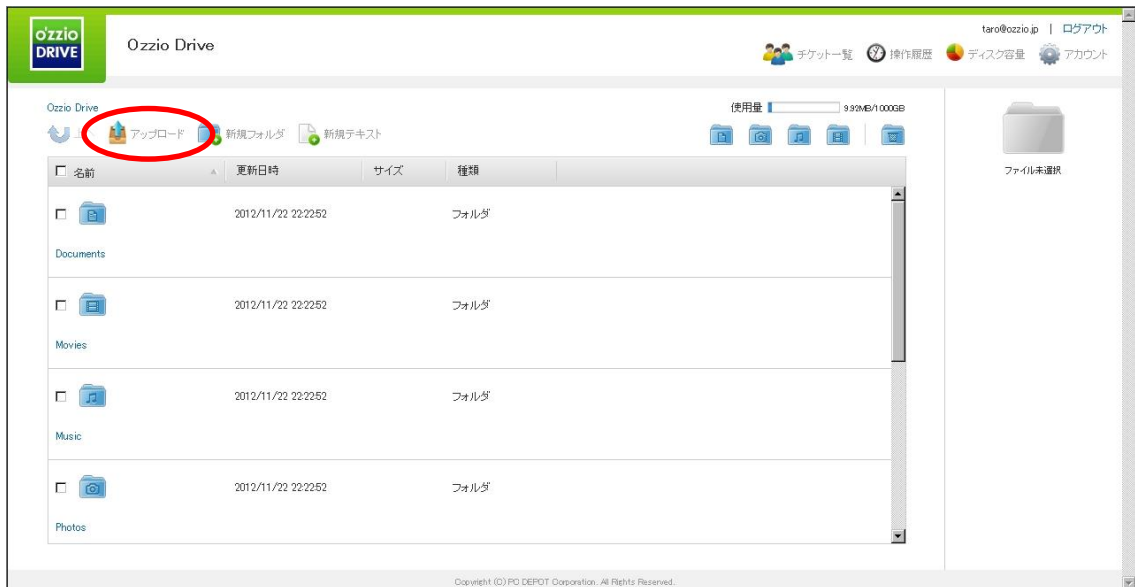 o'zzio
DRIVE
Ozzio Drive
taro@ozzio.jp | ログアウト
チケット一覧 操作履歴 ディスク容量 アカウント
Ozzio Drive
使用量 9.92MB/1000GB
上 アップロード 新規フォルダ 新規テキスト
名前 更新日時 サイズ 種類
ファイル未選択
2012/11/22 22:22:52 フォルダ
Documents
2012/11/22 22:22:52 フォルダ
Movies
2012/11/22 22:22:52 フォルダ
Music
2012/11/22 22:22:52 フォルダ
Photos
Copyright (C) PC DEPOT Corporation. All Rights Reserved.